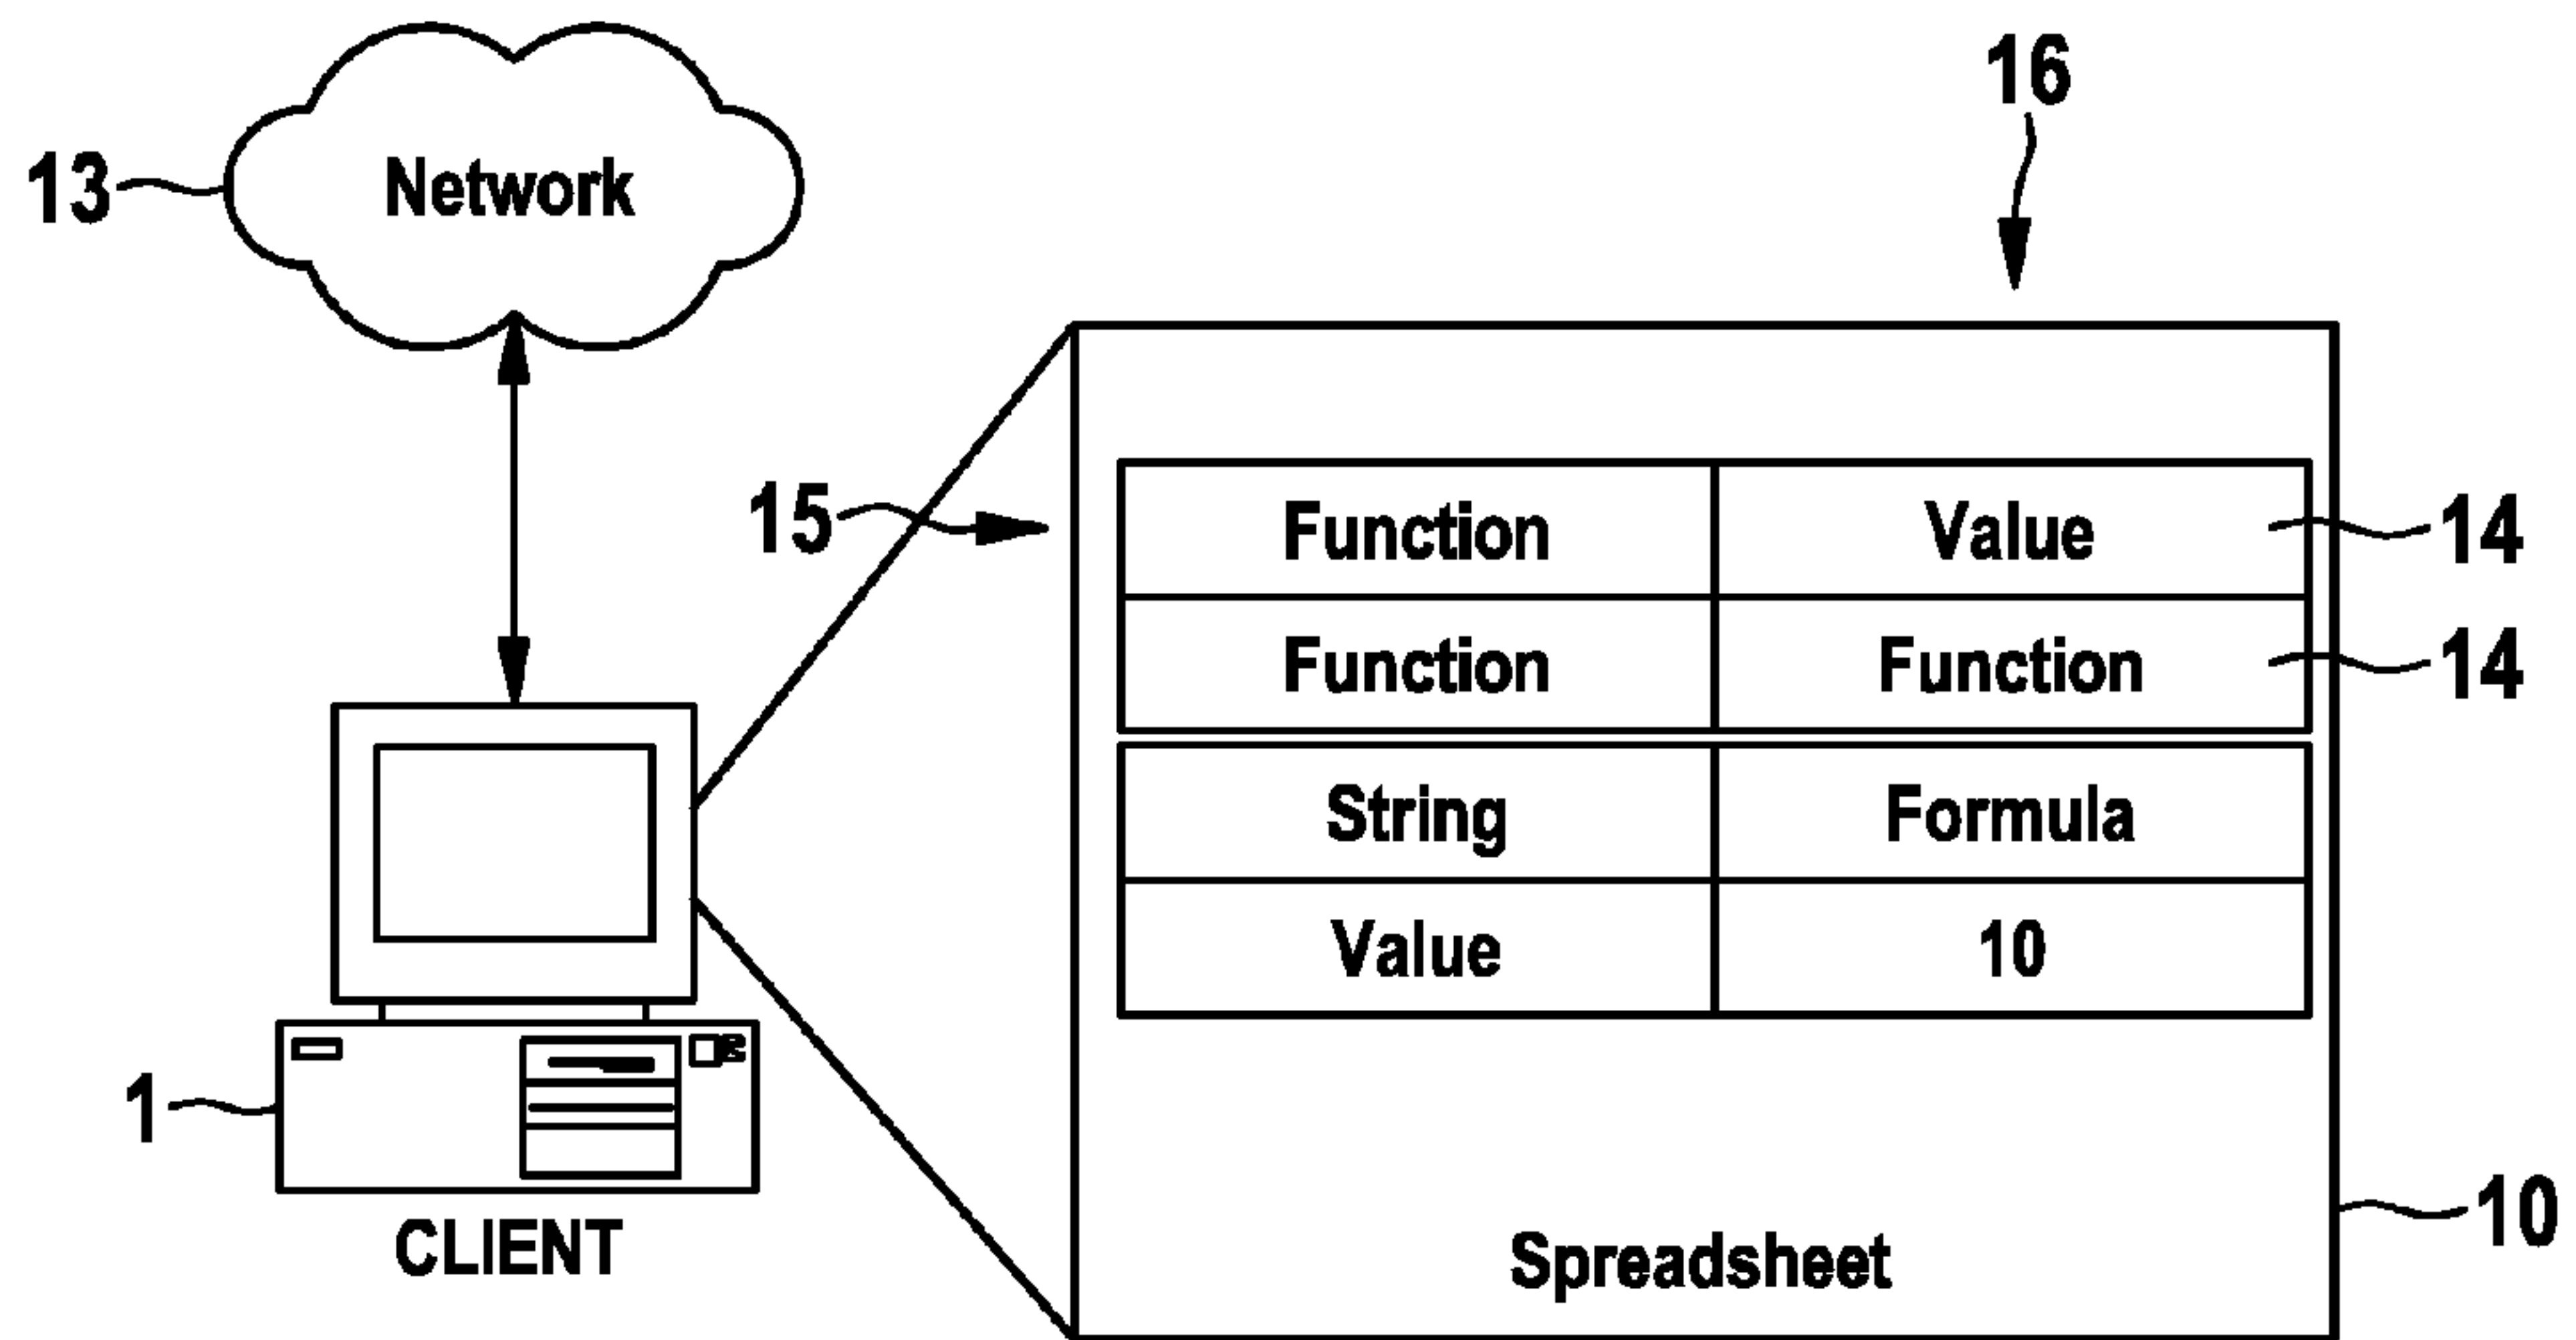 16
13
Network
15
Function Value 14
Function Function 14
String Formula
Value 10
1
CLIENT
Spreadsheet
10